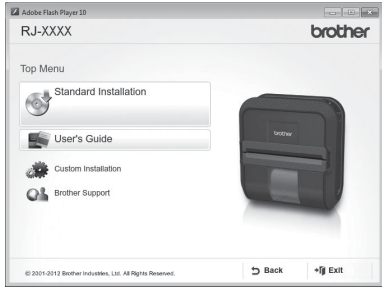 Adobe Flash Player 10
RJ-XXXX
brother
Top Menu
Standard Installation
User's Guide
Custom Installation
Brother Support
brother
© 2001-2012 Brother Industries, Ltd. All Rights Reserved.
Back
Exit